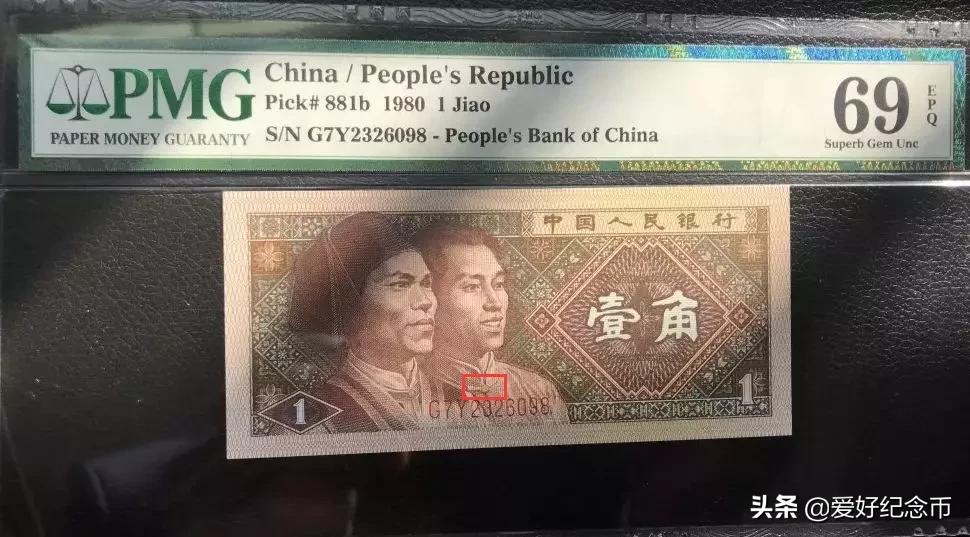 PMG
PAPER MONEY GUARANTY
China / People's Republic
Pick# 881b 1980 1 Jiao
S/N G7Y2326098 - People's Bank of China
69
EPQ
Superb Gem Unc
中国人民银行
壹角
1
G7Y2326098
1
头条 @爱好纪念币